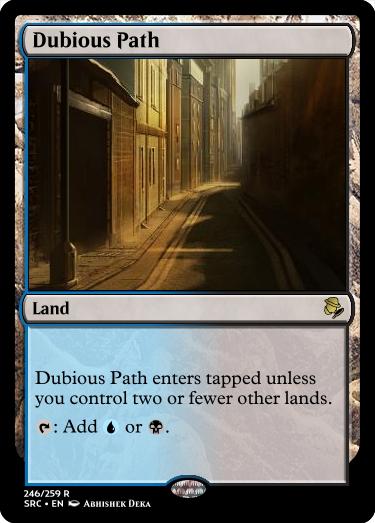 Dubious Path
Land
Dubious Path enters tapped unless
you control two or fewer other lands.
: Add or .
246/259 R
SRC • EN Abhishek Deka